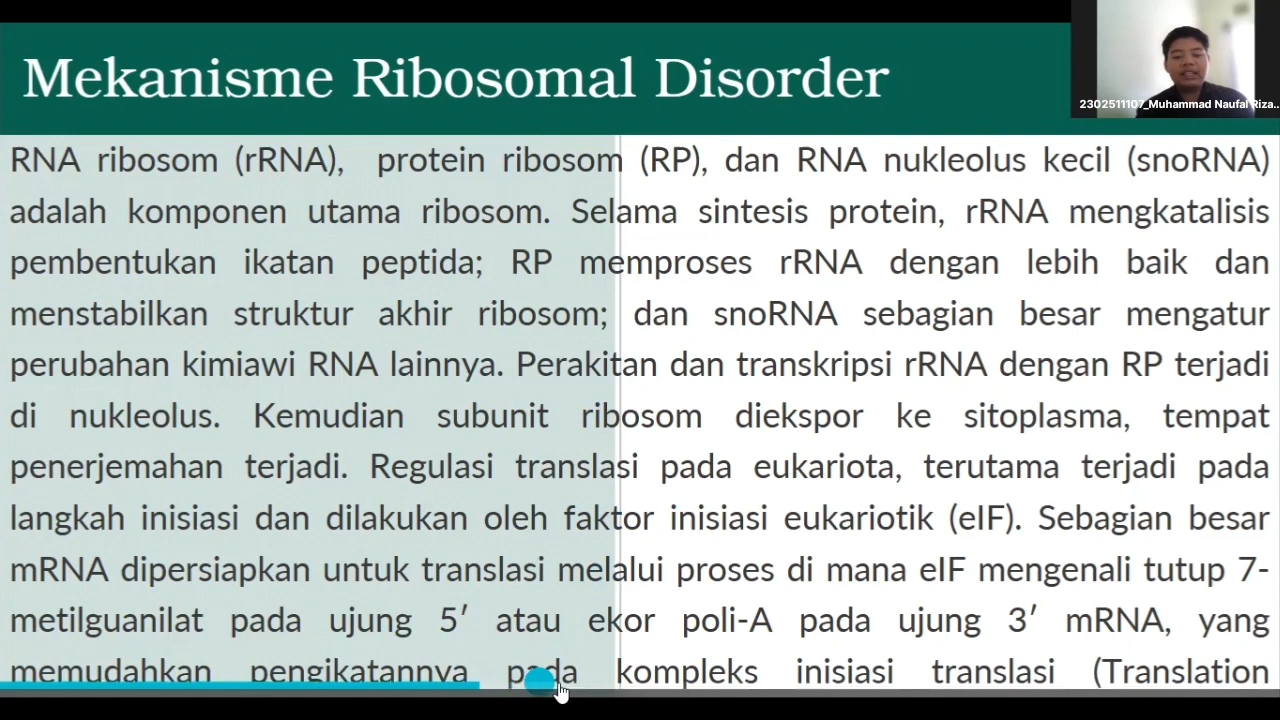 Mekanisme Ribosomal Disorder
2302511107_Muhammad Naufal Riza...
RNA ribosom (rRNA), protein ribosom (RP), dan RNA nukleolus kecil (snoRNA)
adalah komponen utama ribosom. Selama sintesis protein, rRNA mengkatalisis
pembentukan ikatan peptida; RP memproses rRNA dengan lebih baik dan
menstabilkan struktur akhir ribosom; dan snoRNA sebagian besar mengatur
perubahan kimiawi RNA lainnya. Perakitan dan transkripsi rRNA dengan RP terjadi
di nukleolus. Kemudian subunit ribosom diekspor ke sitoplasma, tempat
penerjemahan terjadi. Regulasi translasi pada eukariota, terutama terjadi pada
langkah inisiasi dan dilakukan oleh faktor inisiasi eukariotik (eIF). Sebagian besar
mRNA dipersiapkan untuk translasi melalui proses di mana eIF mengenali tutup 7-
metilguanilat pada ujung 5′ atau ekor poli-A pada ujung 3′ mRNA, yang
memudahkan pengikatannya pada kompleks inisiasi translasi (Translation